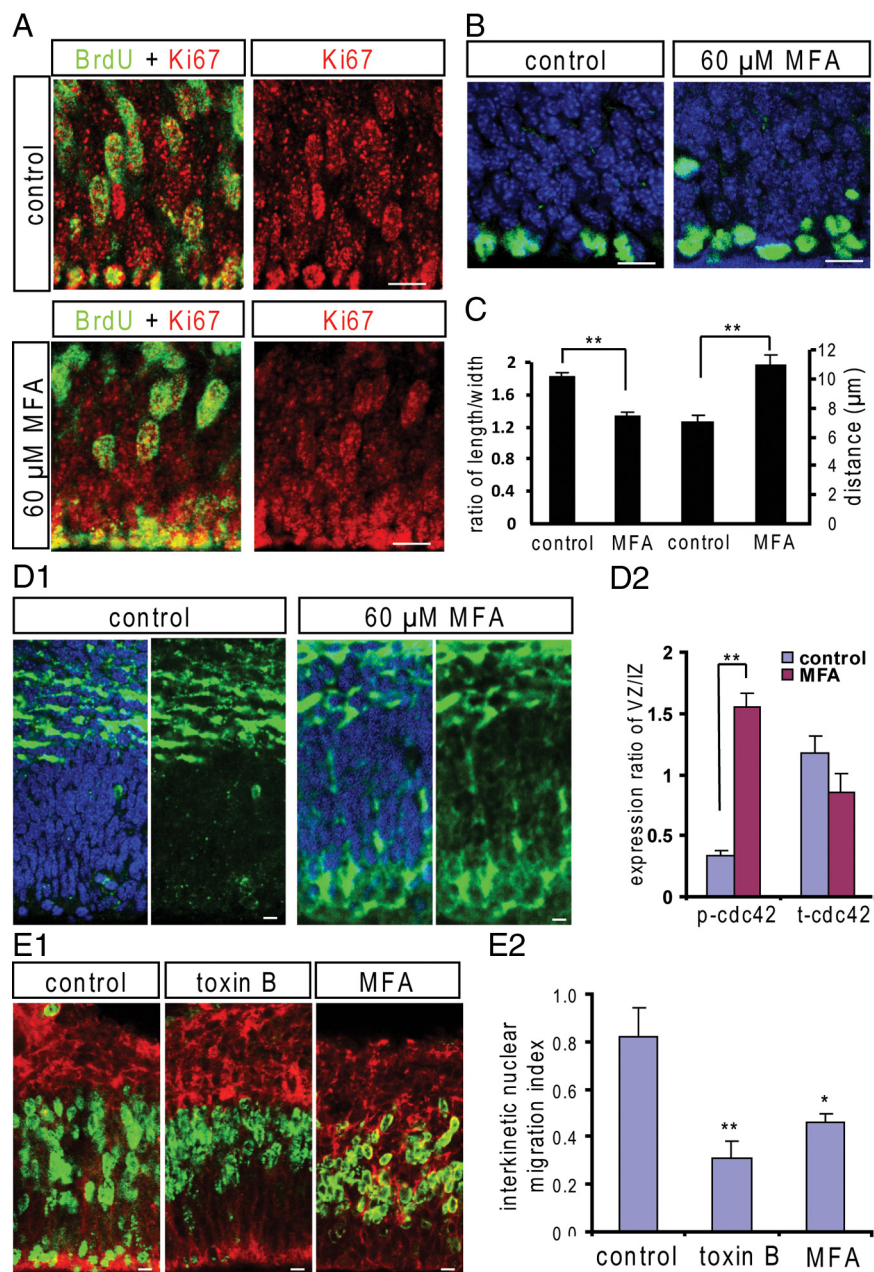 A
BrdU + Ki67
Ki67
control
BrdU + Ki67
Ki67
60 µM MFA
B
control
60 µM MFA
C
ratio of length/width
2
1.6
1.2
0.8
0.4
0
**
**
12
10
8
6
4
2
0
distance (µm)
control
MFA
control
MFA
D1
control
60 µM MFA
D2
expression ratio of VZ/IZ
2
1.5
1
0.5
0
**
control
MFA
p-cdc42
t-cdc42
E1
control
toxin B
MFA
E2
interkinetic nuclear
migration index
1.0
0.8
0.6
0.4
0.2
0.0
**
*
control
toxin B
MFA